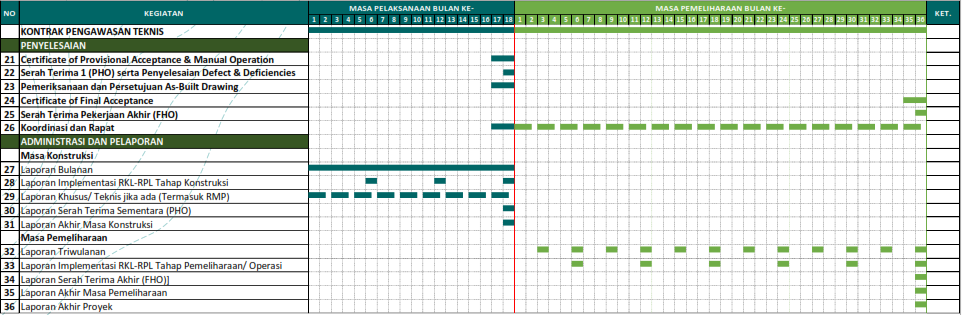 NO KEGIATAN MASA PELAKSANAAN BULAN KE- MASA PEMELIHARAAN BULAN KE- KET.
1 2 3 4 5 6 7 8 9 10 11 12 13 14 15 16 17 18 1 2 3 4 5 6 7 8 9 10 11 12 13 14 15 16 17 18 19 20 21 22 23 24 25 26 27 28 29 30 31 32 33 34 35 36
KONTRAK PENGAWASAN TEKNIS
PENYELESAIAN
21 Certificate of Provisional Acceptance & Manual Operation
22 Serah Terima 1 (PHO) serta Penyelesaian Defect & Deficiencies
23 Pemeriksanaan dan Persetujuan As-Built Drawing
24 Certificate of Final Acceptance
25 Serah Terima Pekerjaan Akhir (FHO)
26 Koordinasi dan Rapat
ADMINISTRASI DAN PELAPORAN
Masa Konstruksi
27 Laporan Bulanan
28 Laporan Implementasi RKL-RPL Tahap Konstruksi
29 Laporan Khusus/ Teknis jika ada (Termasuk RMP)
30 Laporan Serah Terima Sementara (PHO)
31 Laporan Akhir Masa Konstruksi
Masa Pemeliharaan
32 Laporan Triwulanan
33 Laporan Implementasi RKL-RPL Tahap Pemeliharaan/ Operasi
34 Laporan Serah Terima Akhir (FHO)]
35 Laporan Akhir Masa Pemeliharaan
36 Laporan Akhir Proyek